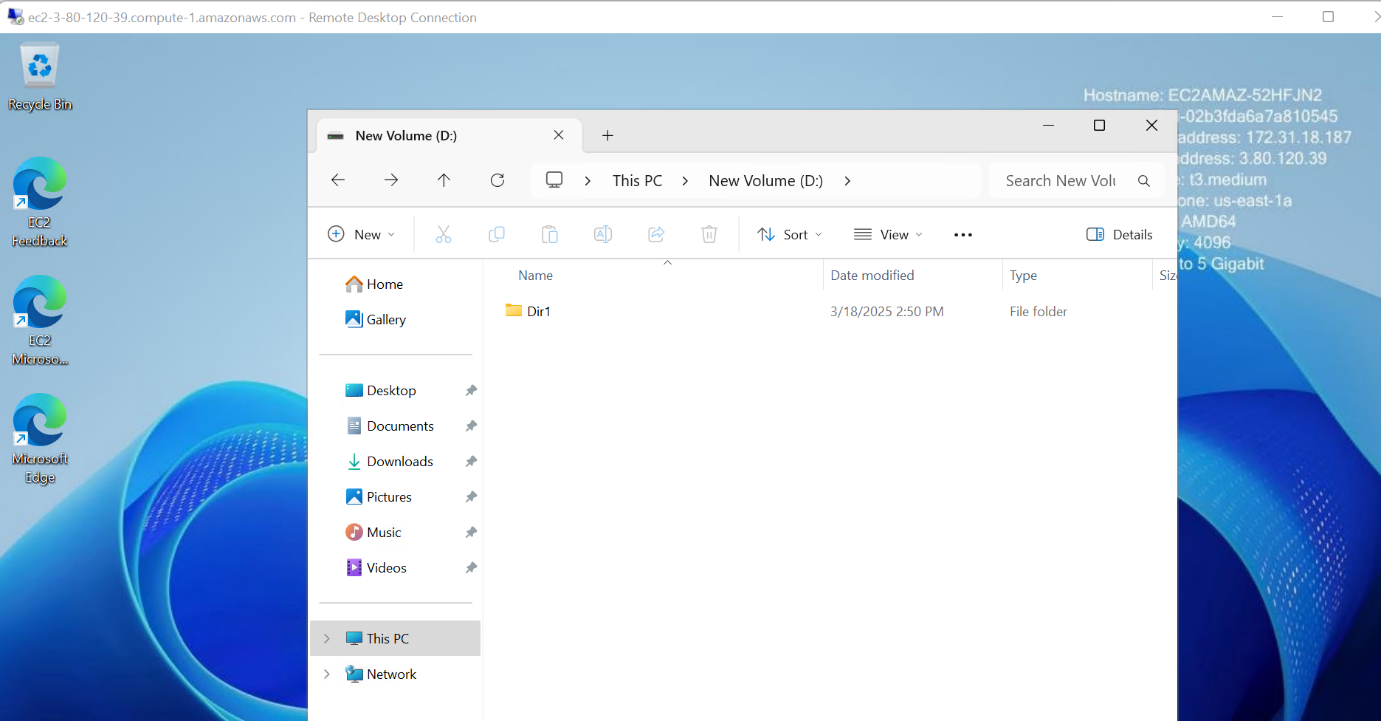 ec2-3-80-120-39.compute-1.amazonaws.com - Remote Desktop Connection
Recycle Bin
EC2
Feedback
EC2
Microso...
Microsoft
Edge
Hostname: EC2AMAZ-52HFJN2
-02b3fda6a7a810545
address: 172.31.18.187
ddress: 3.80.120.39
: t3.medium
one: us-east-1a
AMD64
y: 4096
to 5 Gigabit
New Volume (D:)
This PC
New Volume (D:)
Search New Volu
New
Sort
View
Details
Name
Date modified
Type
Siz
Dir1
3/18/2025 2:50 PM
File folder
Home
Gallery
Desktop
Documents
Downloads
Pictures
Music
Videos
This PC
Network